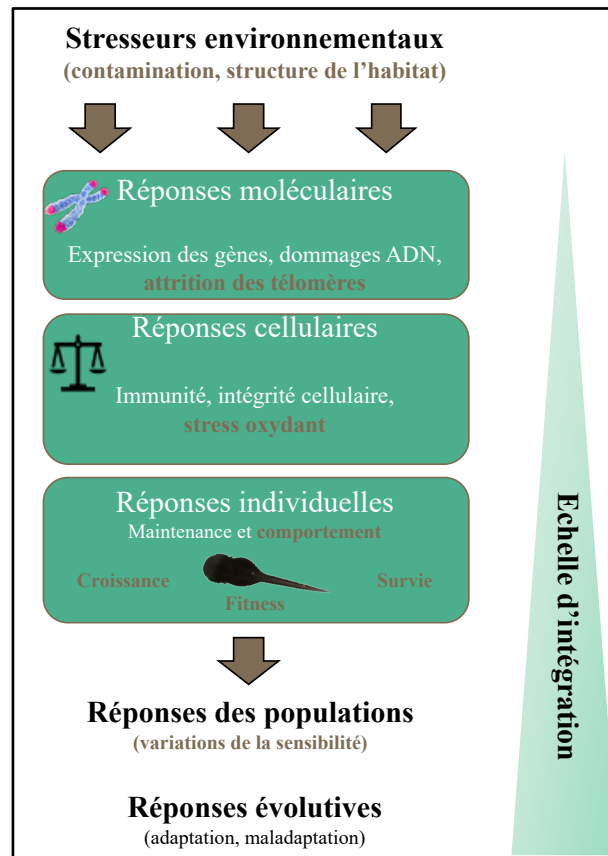 Stresseurs environnementaux
(contamination, structure de l’habitat)
Réponses moléculaires
Expression des gènes, dommages ADN,
attrition des télomères
Réponses cellulaires
Immunité, intégrité cellulaire,
stress oxydant
Réponses individuelles
Maintenance et comportement
Croissance
Survie
Fitness
Réponses des populations
(variations de la sensibilité)
Réponses évolutives
(adaptation, maladaptation)
Echelle d’intégration